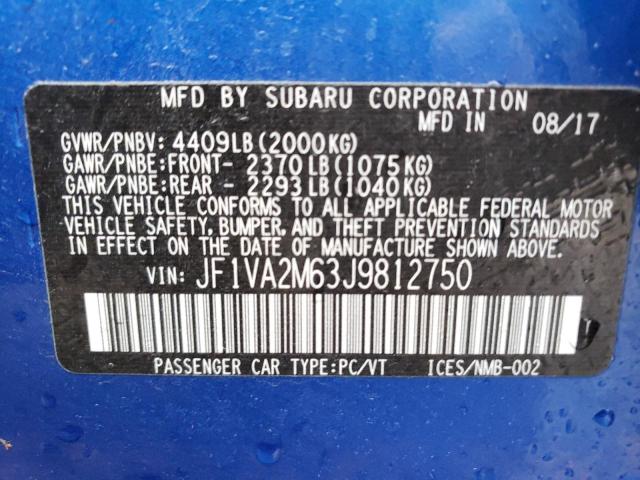 MFD BY SUBARU CORPORATION
MFD IN 08/17
GVWR/PNBV: 4409LB(2000KG)
GAWR/PNBE:FRONT- 2370LB(1075KG)
GAWR/PNBE:REAR - 2293LB(1040KG)
THIS VEHICLE CONFORMS TO ALL APPLICABLE FEDERAL MOTOR
VEHICLE SAFETY, BUMPER, AND THEFT PREVENTION STANDARDS
IN EFFECT ON THE DATE OF MANUFACTURE SHOWN ABOVE.
VIN: JF1VA2M63J9812750
PASSENGER CAR TYPE:PC/VT ICES/NMB-002